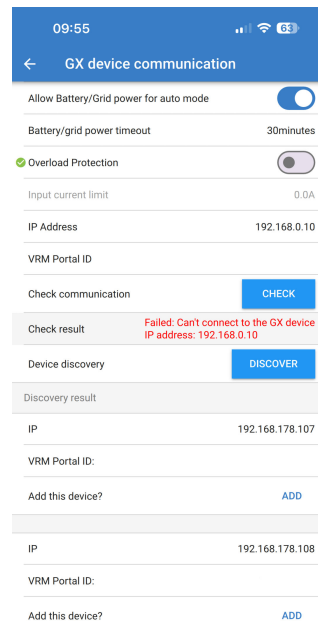 09:55
63
GX device communication
Allow Battery/Grid power for auto mode
Battery/grid power timeout 30minutes
Overload Protection
Input current limit 0.0A
IP Address 192.168.0.10
VRM Portal ID
Check communication CHECK
Check result Failed: Can't connect to the GX device
IP address: 192.168.0.10
Device discovery DISCOVER
Discovery result
IP 192.168.178.107
VRM Portal ID:
Add this device? ADD
IP 192.168.178.108
VRM Portal ID:
Add this device? ADD